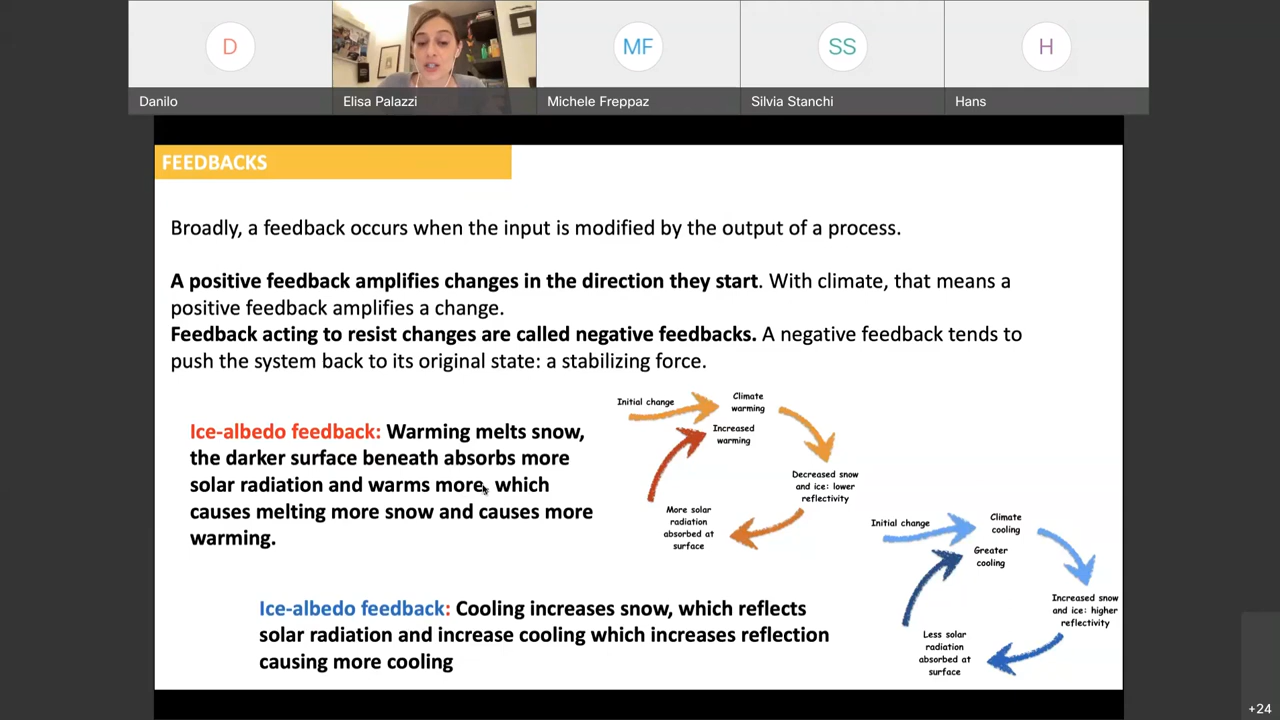 D
MF
SS
H
Danilo
Elisa Palazzi
Michele Freppaz
Silvia Stanchi
Hans
FEEDBACKS
Broadly, a feedback occurs when the input is modified by the output of a process.
A positive feedback amplifies changes in the direction they start. With climate, that means a
positive feedback amplifies a change.
Feedback acting to resist changes are called negative feedbacks. A negative feedback tends to
push the system back to its original state: a stabilizing force.
Ice-albedo feedback: Warming melts snow,
the darker surface beneath absorbs more
solar radiation and warms more, which
causes melting more snow and causes more
warming.
Initial change
Climate
warming
Increased
warming
Decreased snow
and ice: lower
reflectivity
More solar
radiation
absorbed at
surface
Ice-albedo feedback: Cooling increases snow, which reflects
solar radiation and increase cooling which increases reflection
causing more cooling
Initial change
Climate
cooling
Greater
cooling
Increased snow
and ice: higher
reflectivity
Less solar
radiation
absorbed at
surface
+24